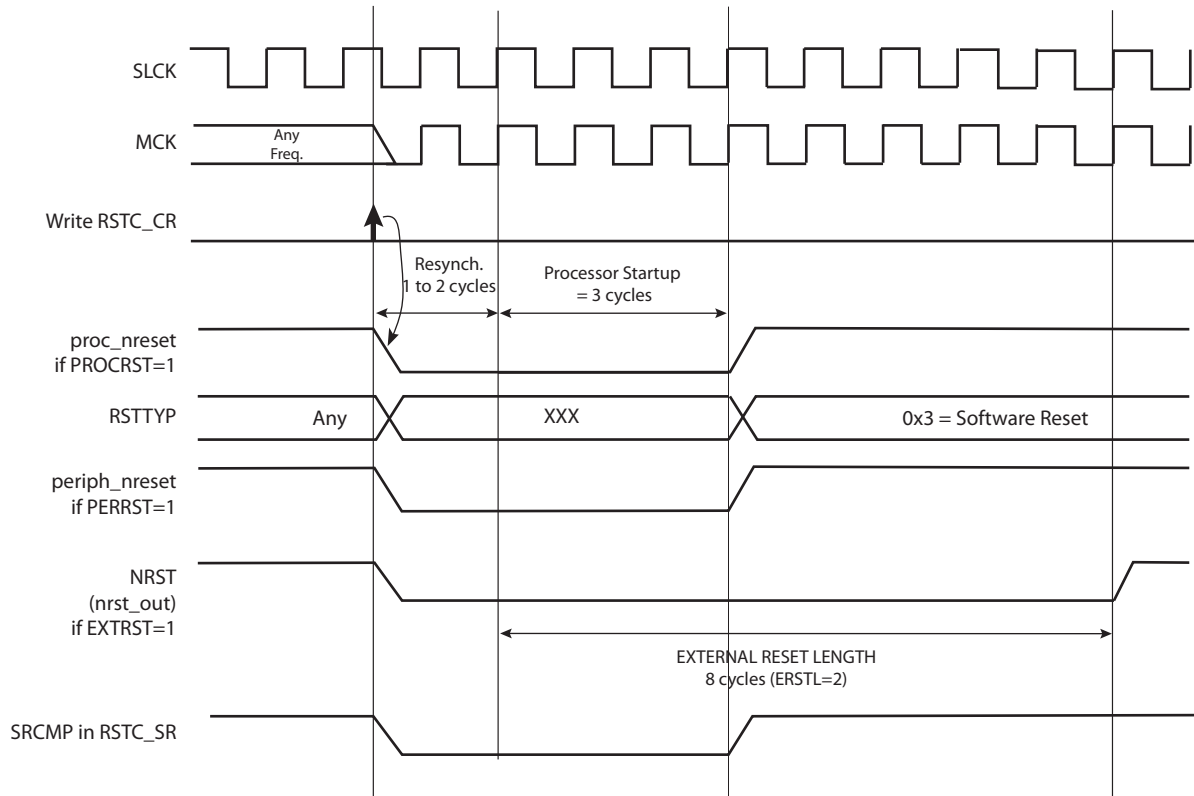 SLCK
MCK
Any
Freq.
Write RSTC_CR
Resynch.
1 to 2 cycles
Processor Startup
= 3 cycles
proc_nreset
if PROCRST=1
RSTTYP
Any
XXX
0x3 = Software Reset
periph_nreset
if PERRST=1
NRST
(nrst_out)
if EXTRST=1
EXTERNAL RESET LENGTH
8 cycles (ERSTL=2)
SRCMP in RSTC_SR